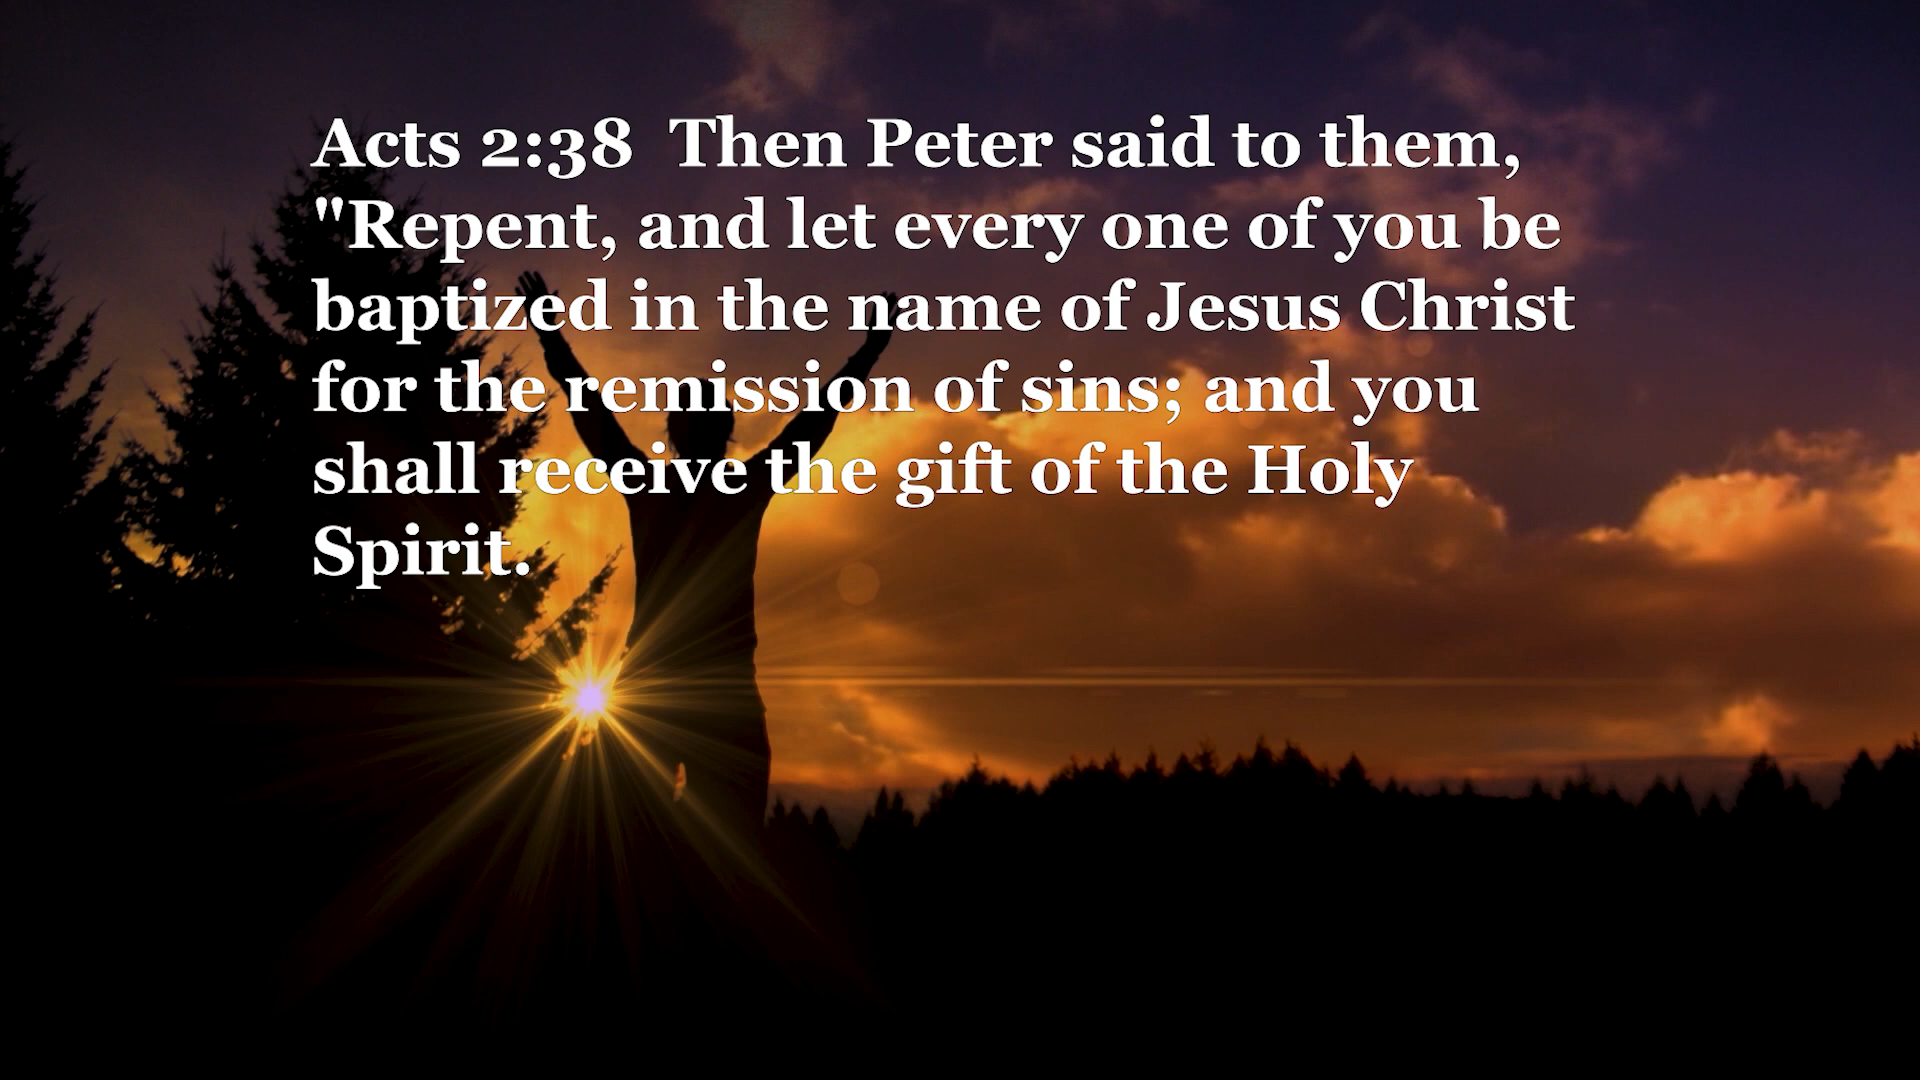 Acts 2:38  Then Peter said to them,
"Repent, and let every one of you be
baptized in the name of Jesus Christ
for the remission of sins; and you
shall receive the gift of the Holy
Spirit.